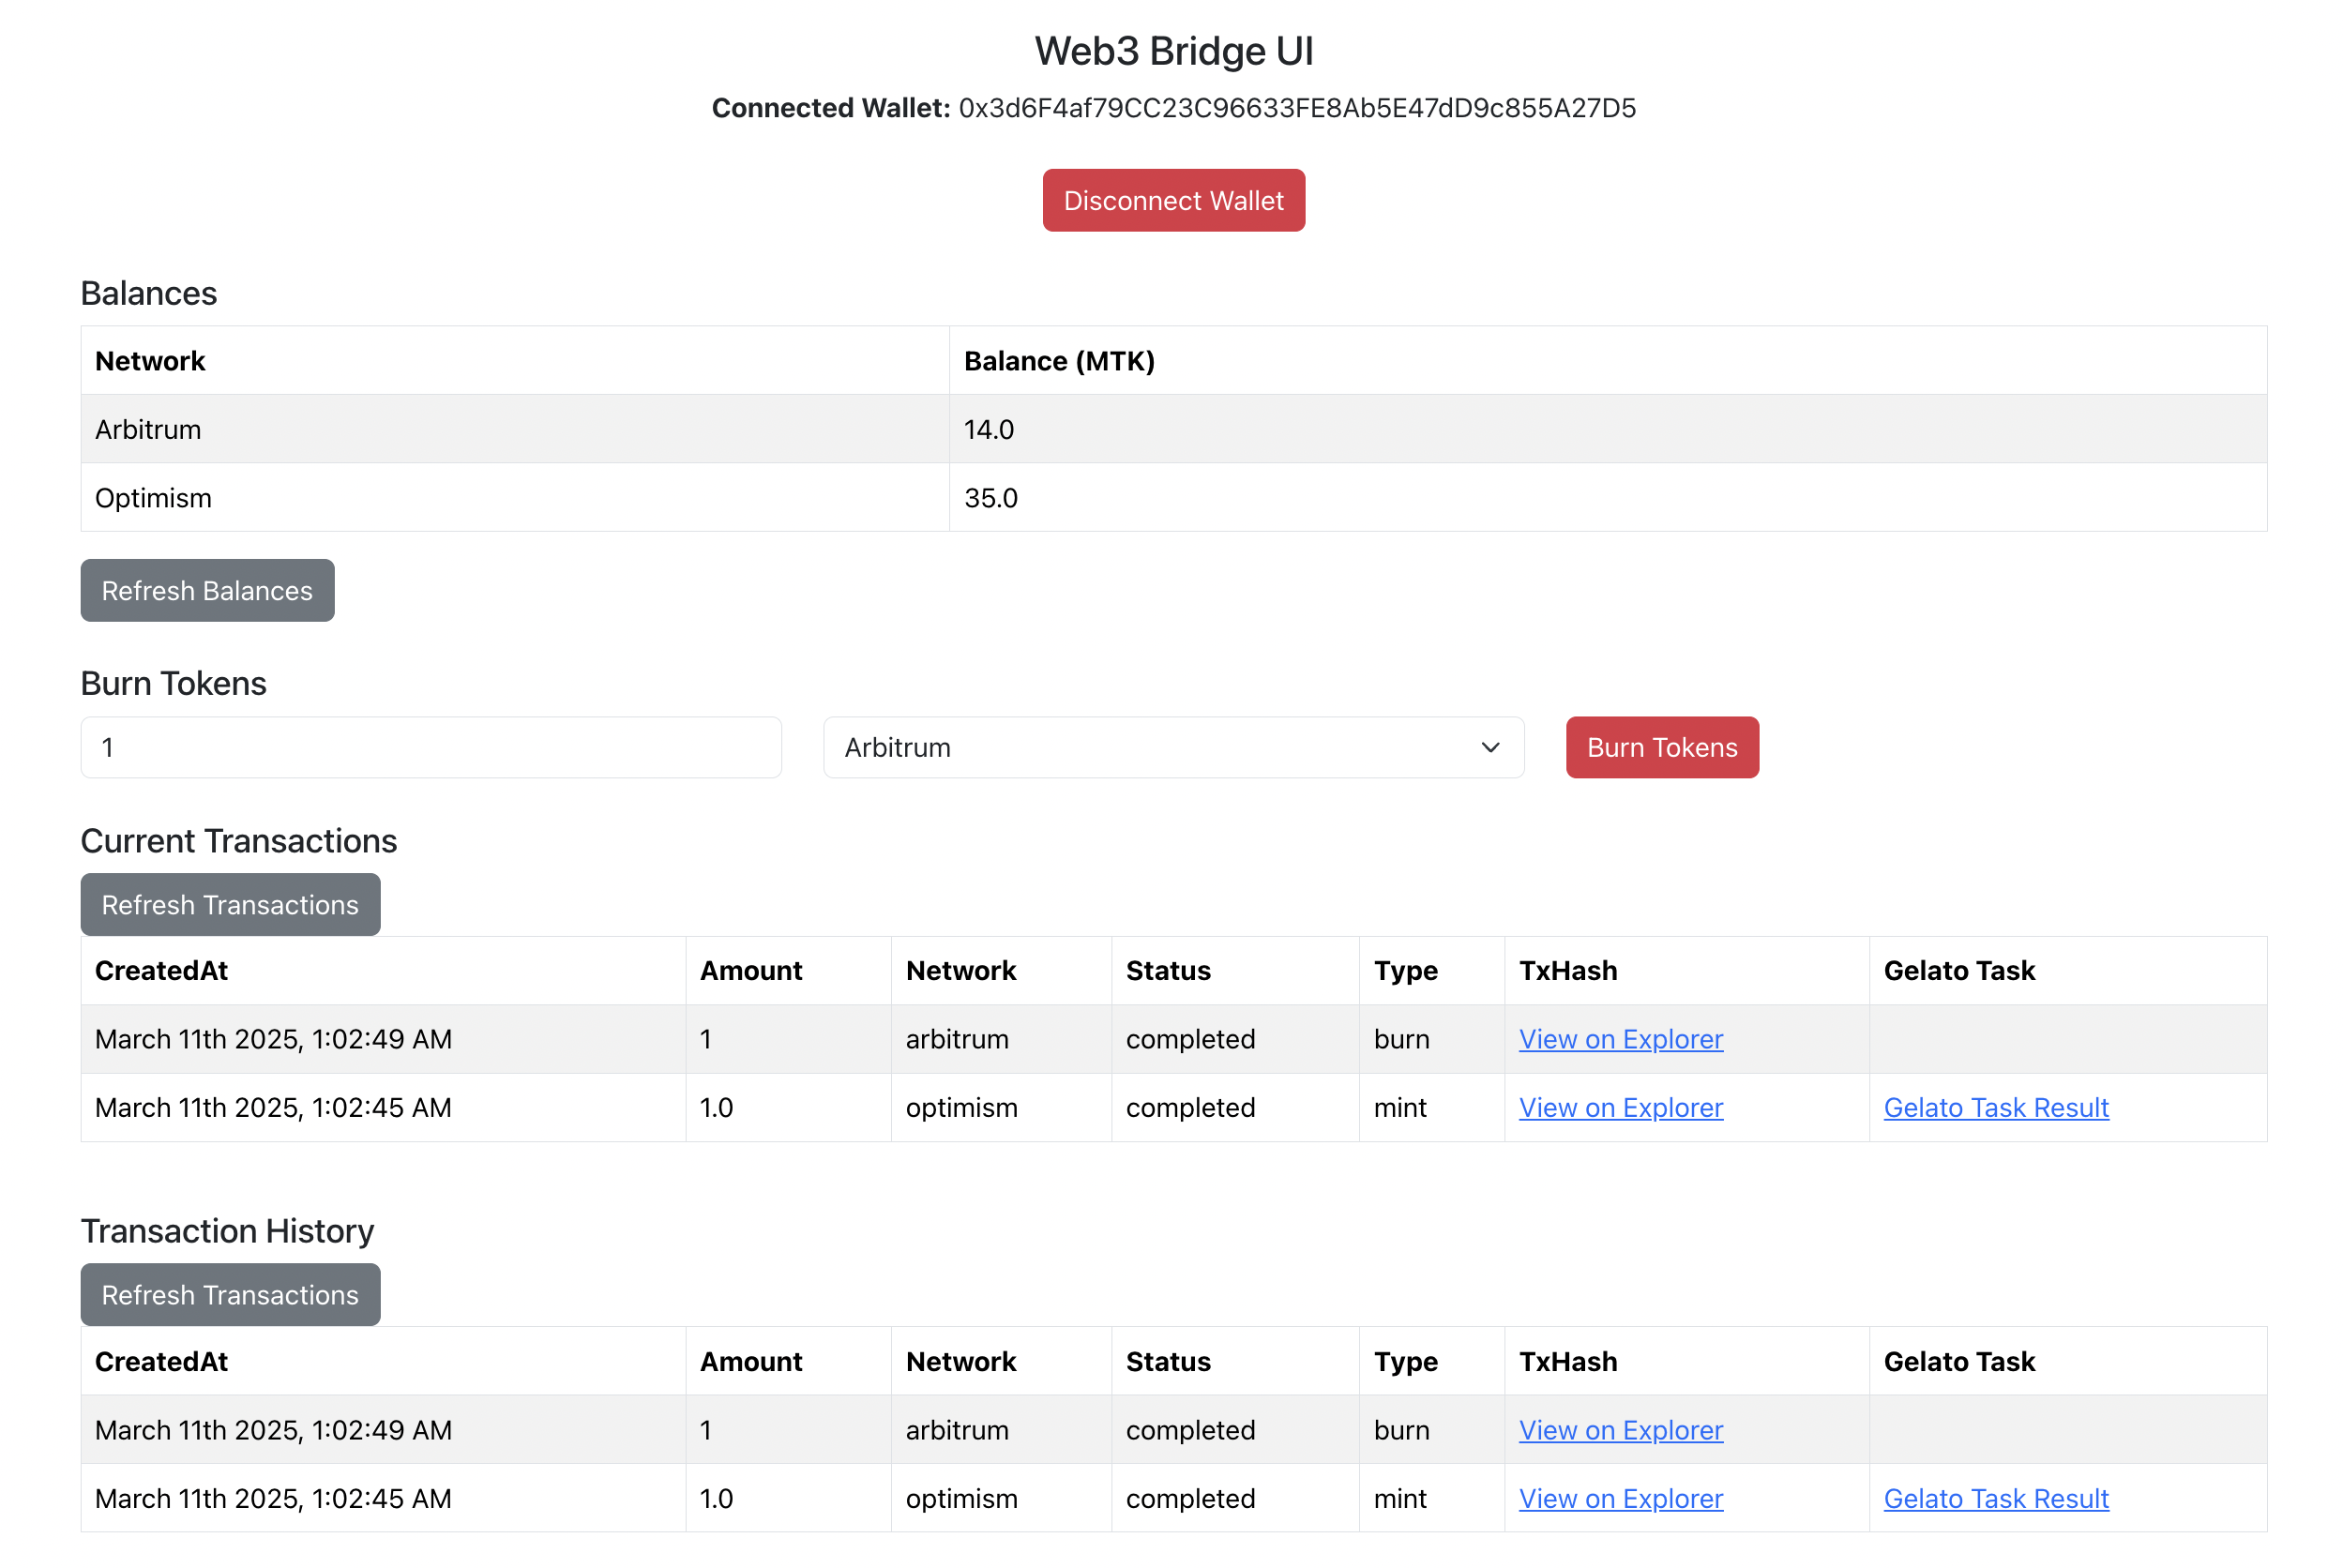 Web3 Bridge UI
Connected Wallet: 0x3d6F4af79CC23C96633FE8Ab5E47dD9c855A27D5
Disconnect Wallet
Balances
Network Balance (MTK)
Arbitrum 14.0
Optimism 35.0
Refresh Balances
Burn Tokens
1 Arbitrum Burn Tokens
Current Transactions
Refresh Transactions
CreatedAt Amount Network Status Type TxHash Gelato Task
March 11th 2025, 1:02:49 AM 1 arbitrum completed burn View on Explorer
March 11th 2025, 1:02:45 AM 1.0 optimism completed mint View on Explorer Gelato Task Result
Transaction History
Refresh Transactions
CreatedAt Amount Network Status Type TxHash Gelato Task
March 11th 2025, 1:02:49 AM 1 arbitrum completed burn View on Explorer
March 11th 2025, 1:02:45 AM 1.0 optimism completed mint View on Explorer Gelato Task Result